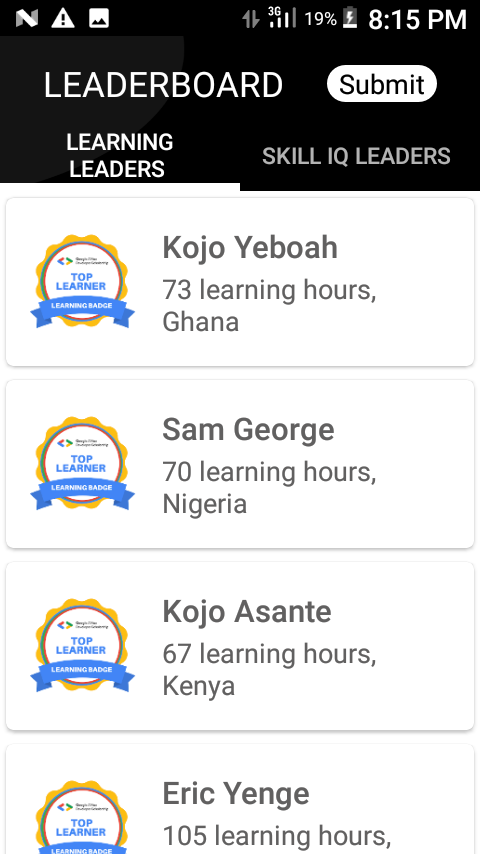 3G
19%
8:15 PM
LEADERBOARD
Submit
LEARNING
LEADERS
SKILL IQ LEADERS
TOP
LEARNER
LEARNING BADGE
Kojo Yeboah
73 learning hours,
Ghana
TOP
LEARNER
LEARNING BADGE
Sam George
70 learning hours,
Nigeria
TOP
LEARNER
LEARNING BADGE
Kojo Asante
67 learning hours,
Kenya
TOP
LEARNER
LEARNING BADGE
Eric Yenge
105 learning hours,